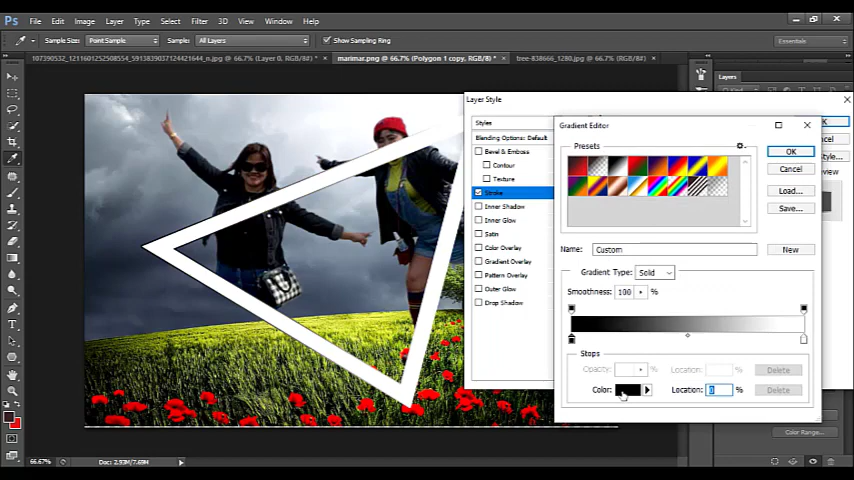 Ps File Edit Image Layer Type Select Filter 3D View Window Help
Sample Size: Point Sample Sample: All Layers Show Sampling Ring Essentials
107390532_1211601252508554_5913839037124371644_n.jpg @ 66.7% (Layer 0, RGB/8) * ×
marimar.png @ 66.7% (Polygon 1 copy, RGB/8) * ×
tree-838666_1280.jpg @ 66.7% (RGB/8) ×
Layers
Layer Style
Styles
Blending Options: Default
Bevel & Emboss
Contour
Texture
Stroke
Inner Shadow
Inner Glow
Satin
Color Overlay
Gradient Overlay
Pattern Overlay
Outer Glow
Drop Shadow
Gradient Editor
Presets
OK
Cancel
Load...
Save...
Name: Custom New
Gradient Type: Solid
Smoothness: 100 %
Stops
Opacity: % Location: % Delete
Color: Location: 0 % Delete
Color Range...
66.67% Doc: 2.93M/7.69M